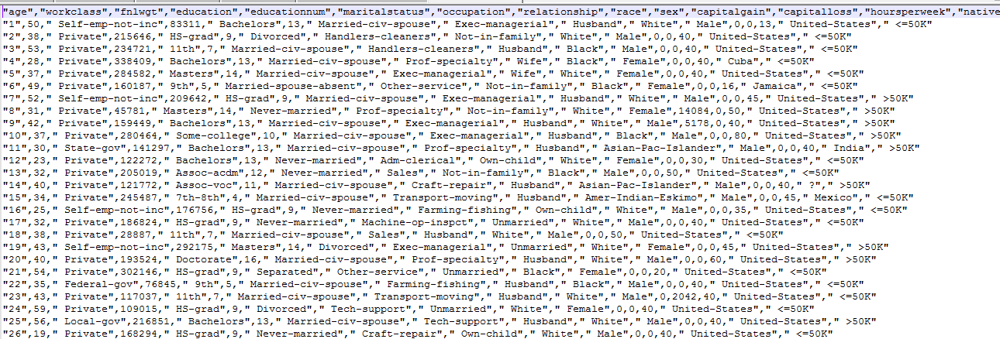 "age","workclass","fnlwgt","education","educationnum","maritalstatus","occupation","relationship","race","sex","capitalgain","capitalloss","hoursperweek","native
"1",50," Self-emp-not-inc",83311," Bachelors",13," Married-civ-spouse"," Exec-managerial"," Husband"," White"," Male",0,0,13," United-States"," <=50K"
"2",38," Private",215646," HS-grad",9," Divorced"," Handlers-cleaners"," Not-in-family"," White"," Male",0,0,40," United-States"," <=50K"
"3",53," Private",234721," 11th",7," Married-civ-spouse"," Handlers-cleaners"," Husband"," Black"," Male",0,0,40," United-States"," <=50K"
"4",28," Private",338409," Bachelors",13," Married-civ-spouse"," Prof-specialty"," Wife"," Black"," Female",0,0,40," Cuba"," <=50K"
"5",37," Private",284582," Masters",14," Married-civ-spouse"," Exec-managerial"," Wife"," White"," Female",0,0,40," United-States"," <=50K"
"6",49," Private",160187," 9th",5," Married-spouse-absent"," Other-service"," Not-in-family"," Black"," Female",0,0,16," Jamaica"," <=50K"
"7",52," Self-emp-not-inc",209642," HS-grad",9," Married-civ-spouse"," Exec-managerial"," Husband"," White"," Male",0,0,45," United-States"," >50K"
"8",31," Private",45781," Masters",14," Never-married"," Prof-specialty"," Not-in-family"," White"," Female",14084,0,50," United-States"," >50K"
"9",42," Private",159449," Bachelors",13," Married-civ-spouse"," Exec-managerial"," Husband"," White"," Male",5178,0,40," United-States"," >50K"
"10",37," Private",280464," Some-college",10," Married-civ-spouse"," Exec-managerial"," Husband"," Black"," Male",0,0,80," United-States"," >50K"
"11",30," State-gov",141297," Bachelors",13," Married-civ-spouse"," Prof-specialty"," Husband"," Asian-Pac-Islander"," Male",0,0,40," India"," >50K"
"12",23," Private",122272," Bachelors",13," Never-married"," Adm-clerical"," Own-child"," White"," Female",0,0,30," United-States"," <=50K"
"13",32," Private",205019," Assoc-acdm",12," Never-married"," Sales"," Not-in-family"," Black"," Male",0,0,50," United-States"," <=50K"
"14",40," Private",121772," Assoc-voc",11," Married-civ-spouse"," Craft-repair"," Husband"," Asian-Pac-Islander"," Male",0,0,40," ?"," >50K"
"15",34," Private",245487," 7th-8th",4," Married-civ-spouse"," Transport-moving"," Husband"," Amer-Indian-Eskimo"," Male",0,0,45," Mexico"," <=50K"
"16",25," Self-emp-not-inc",176756," HS-grad",9," Never-married"," Farming-fishing"," Own-child"," White"," Male",0,0,35," United-States"," <=50K"
"17",32," Private",186824," HS-grad",9," Never-married"," Machine-op-inspct"," Unmarried"," White"," Male",0,0,40," United-States"," <=50K"
"18",38," Private",28887," 11th",7," Married-civ-spouse"," Sales"," Husband"," White"," Male",0,0,50," United-States"," <=50K"
"19",43," Self-emp-not-inc",292175," Masters",14," Divorced"," Exec-managerial"," Unmarried"," White"," Female",0,0,45," United-States"," >50K"
"20",40," Private",193524," Doctorate",16," Married-civ-spouse"," Prof-specialty"," Husband"," White"," Male",0,0,60," United-States"," >50K"
"21",54," Private",302146," HS-grad",9," Separated"," Other-service"," Unmarried"," Black"," Female",0,0,20," United-States"," <=50K"
"22",35," Federal-gov",76845," 9th",5," Married-civ-spouse"," Farming-fishing"," Husband"," Black"," Male",0,0,40," United-States"," <=50K"
"23",43," Private",117037," 11th",7," Married-civ-spouse"," Transport-moving"," Husband"," White"," Male",0,2042,40," United-States"," <=50K"
"24",59," Private",109015," HS-grad",9," Divorced"," Tech-support"," Unmarried"," White"," Female",0,0,40," United-States"," <=50K"
"25",56," Local-gov",216851," Bachelors",13," Married-civ-spouse"," Tech-support"," Husband"," White"," Male",0,0,40," United-States"," >50K"
"26",19," Private",168294," HS-grad",9," Never-married"," Craft-repair"," Own-child"," White"," Male",0,0,40," United-States"," <=50K"